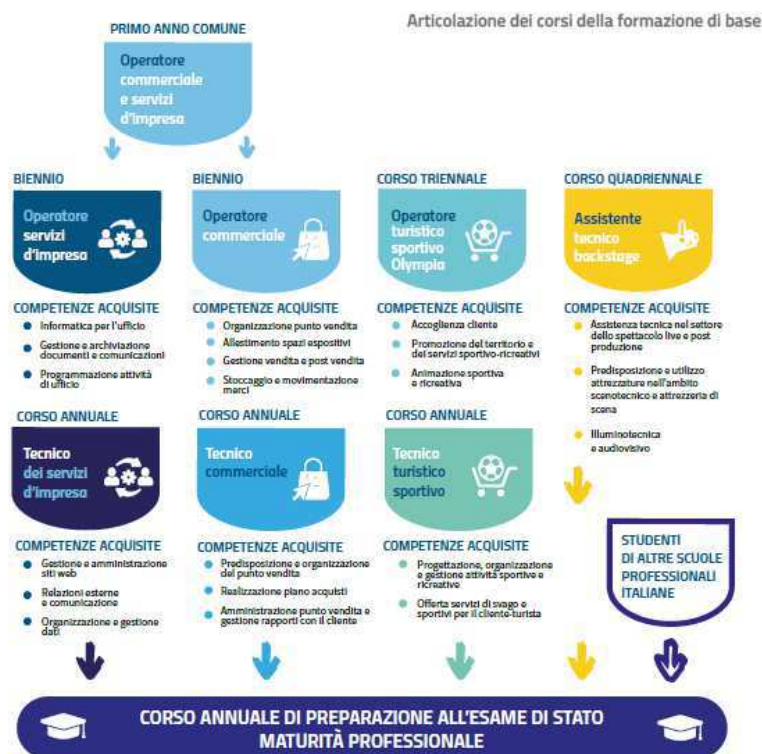 Articolazione dei corsi della formazione di base
PRIMO ANNO COMUNE
Operatore
commerciale
e servizi
d'impresa
BIENNIO
Operatore
servizi
d'impresa
COMPETENZE ACQUISITE
Informatica per l'ufficio
Gestione e archiviazione
documenti e comunicazioni
Programmazione attività
di ufficio
CORSO ANNUALE
Tecnico
dei servizi
d'impresa
COMPETENZE ACQUISITE
Gestione e amministrazione
siti web
Relazioni esterne
e comunicazione
Organizzazione e gestione
dati
BIENNIO
Operatore
commerciale
COMPETENZE ACQUISITE
Organizzazione punto vendita
Allestimento spazi espositivi
Gestione vendita e post vendita
Stoccaggio e movimentazione
merci
CORSO ANNUALE
Tecnico
commerciale
COMPETENZE ACQUISITE
Predisposizione e organizzazione
del punto vendita
Realizzazione piano acquisti
Amministrazione punto vendita e
gestione rapporti con il cliente
CORSO TRIENNALE
Operatore
turistico
sportivo
Olympia
COMPETENZE ACQUISITE
Accoglienza cliente
Promozione del territorio e
dei servizi sportivo-ricreativi
Animazione sportiva
e ricreativa
CORSO ANNUALE
Tecnico
turistico
sportivo
COMPETENZE ACQUISITE
Progettazione, organizzazione
e gestione attività sportive e
ricreative
Offerta servizi di svago e
sportivi per il cliente-turista
CORSO QUADRIENNALE
Assistente
tecnico
backstage
COMPETENZE ACQUISITE
Assistenza tecnica nel settore
dello spettacolo live e post
produzione
Predisposizione e utilizzo
attrezzature nell'ambito
scenotecnico e attrezzeria di
scena
Illuminotecnica
e audiovisivo
STUDENTI
DI ALTRE SCUOLE
PROFESSIONALI
ITALIANE
CORSO ANNUALE DI PREPARAZIONE ALL'ESAME DI STATO
MATURITÀ PROFESSIONALE